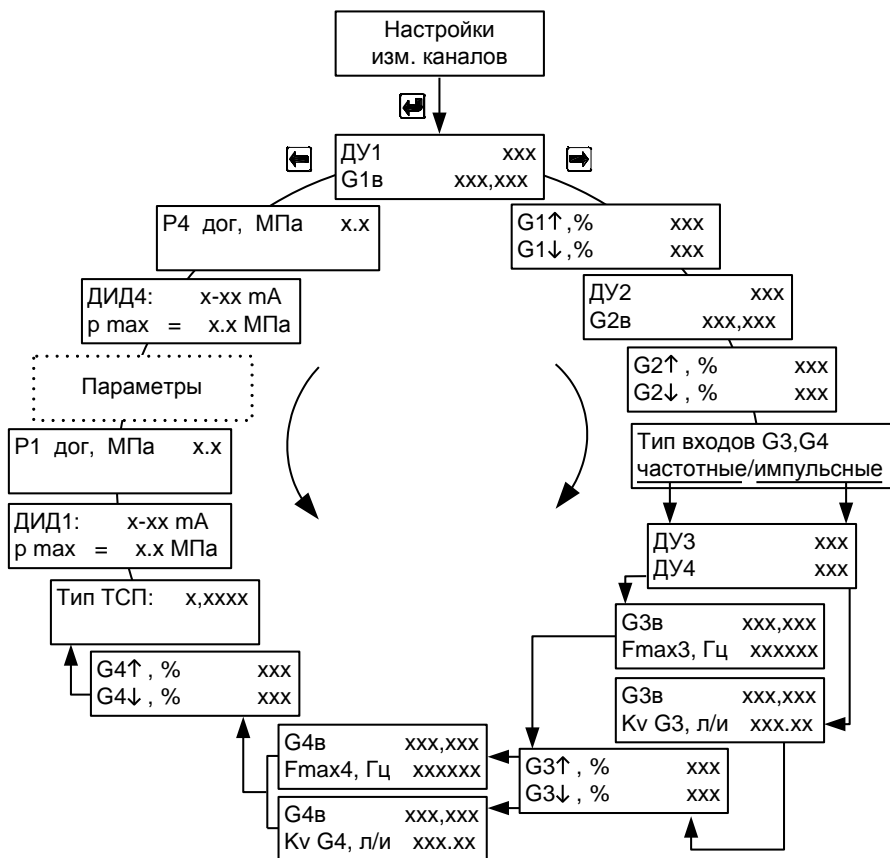 Настройки
изм. каналов
ДУ1 xxx
G1в xxx,xxx
P4 дог, МПа x.x
G1↑,% xxx
G1↓,% xxx
ДИД4: x-xx mA
p max = x.x МПа
ДУ2 xxx
G2в xxx,xxx
Параметры
G2↑ , % xxx
G2↓ , % xxx
P1 дог, МПа x.x
Тип входов G3,G4
частотные/импульсные
ДИД1: x-xx mA
p max = x.x МПа
ДУ3 xxx
ДУ4 xxx
Тип ТСП: x,xxxx
G3в xxx,xxx
Fmax3, Гц xxxxxx
G4↑ , % xxx
G4↓ , % xxx
G3в xxx,xxx
Kv G3, л/и xxx.xx
G4в xxx,xxx
Fmax4, Гц xxxxxx
G3↑ , % xxx
G3↓ , % xxx
G4в xxx,xxx
Kv G4, л/и xxx.xx